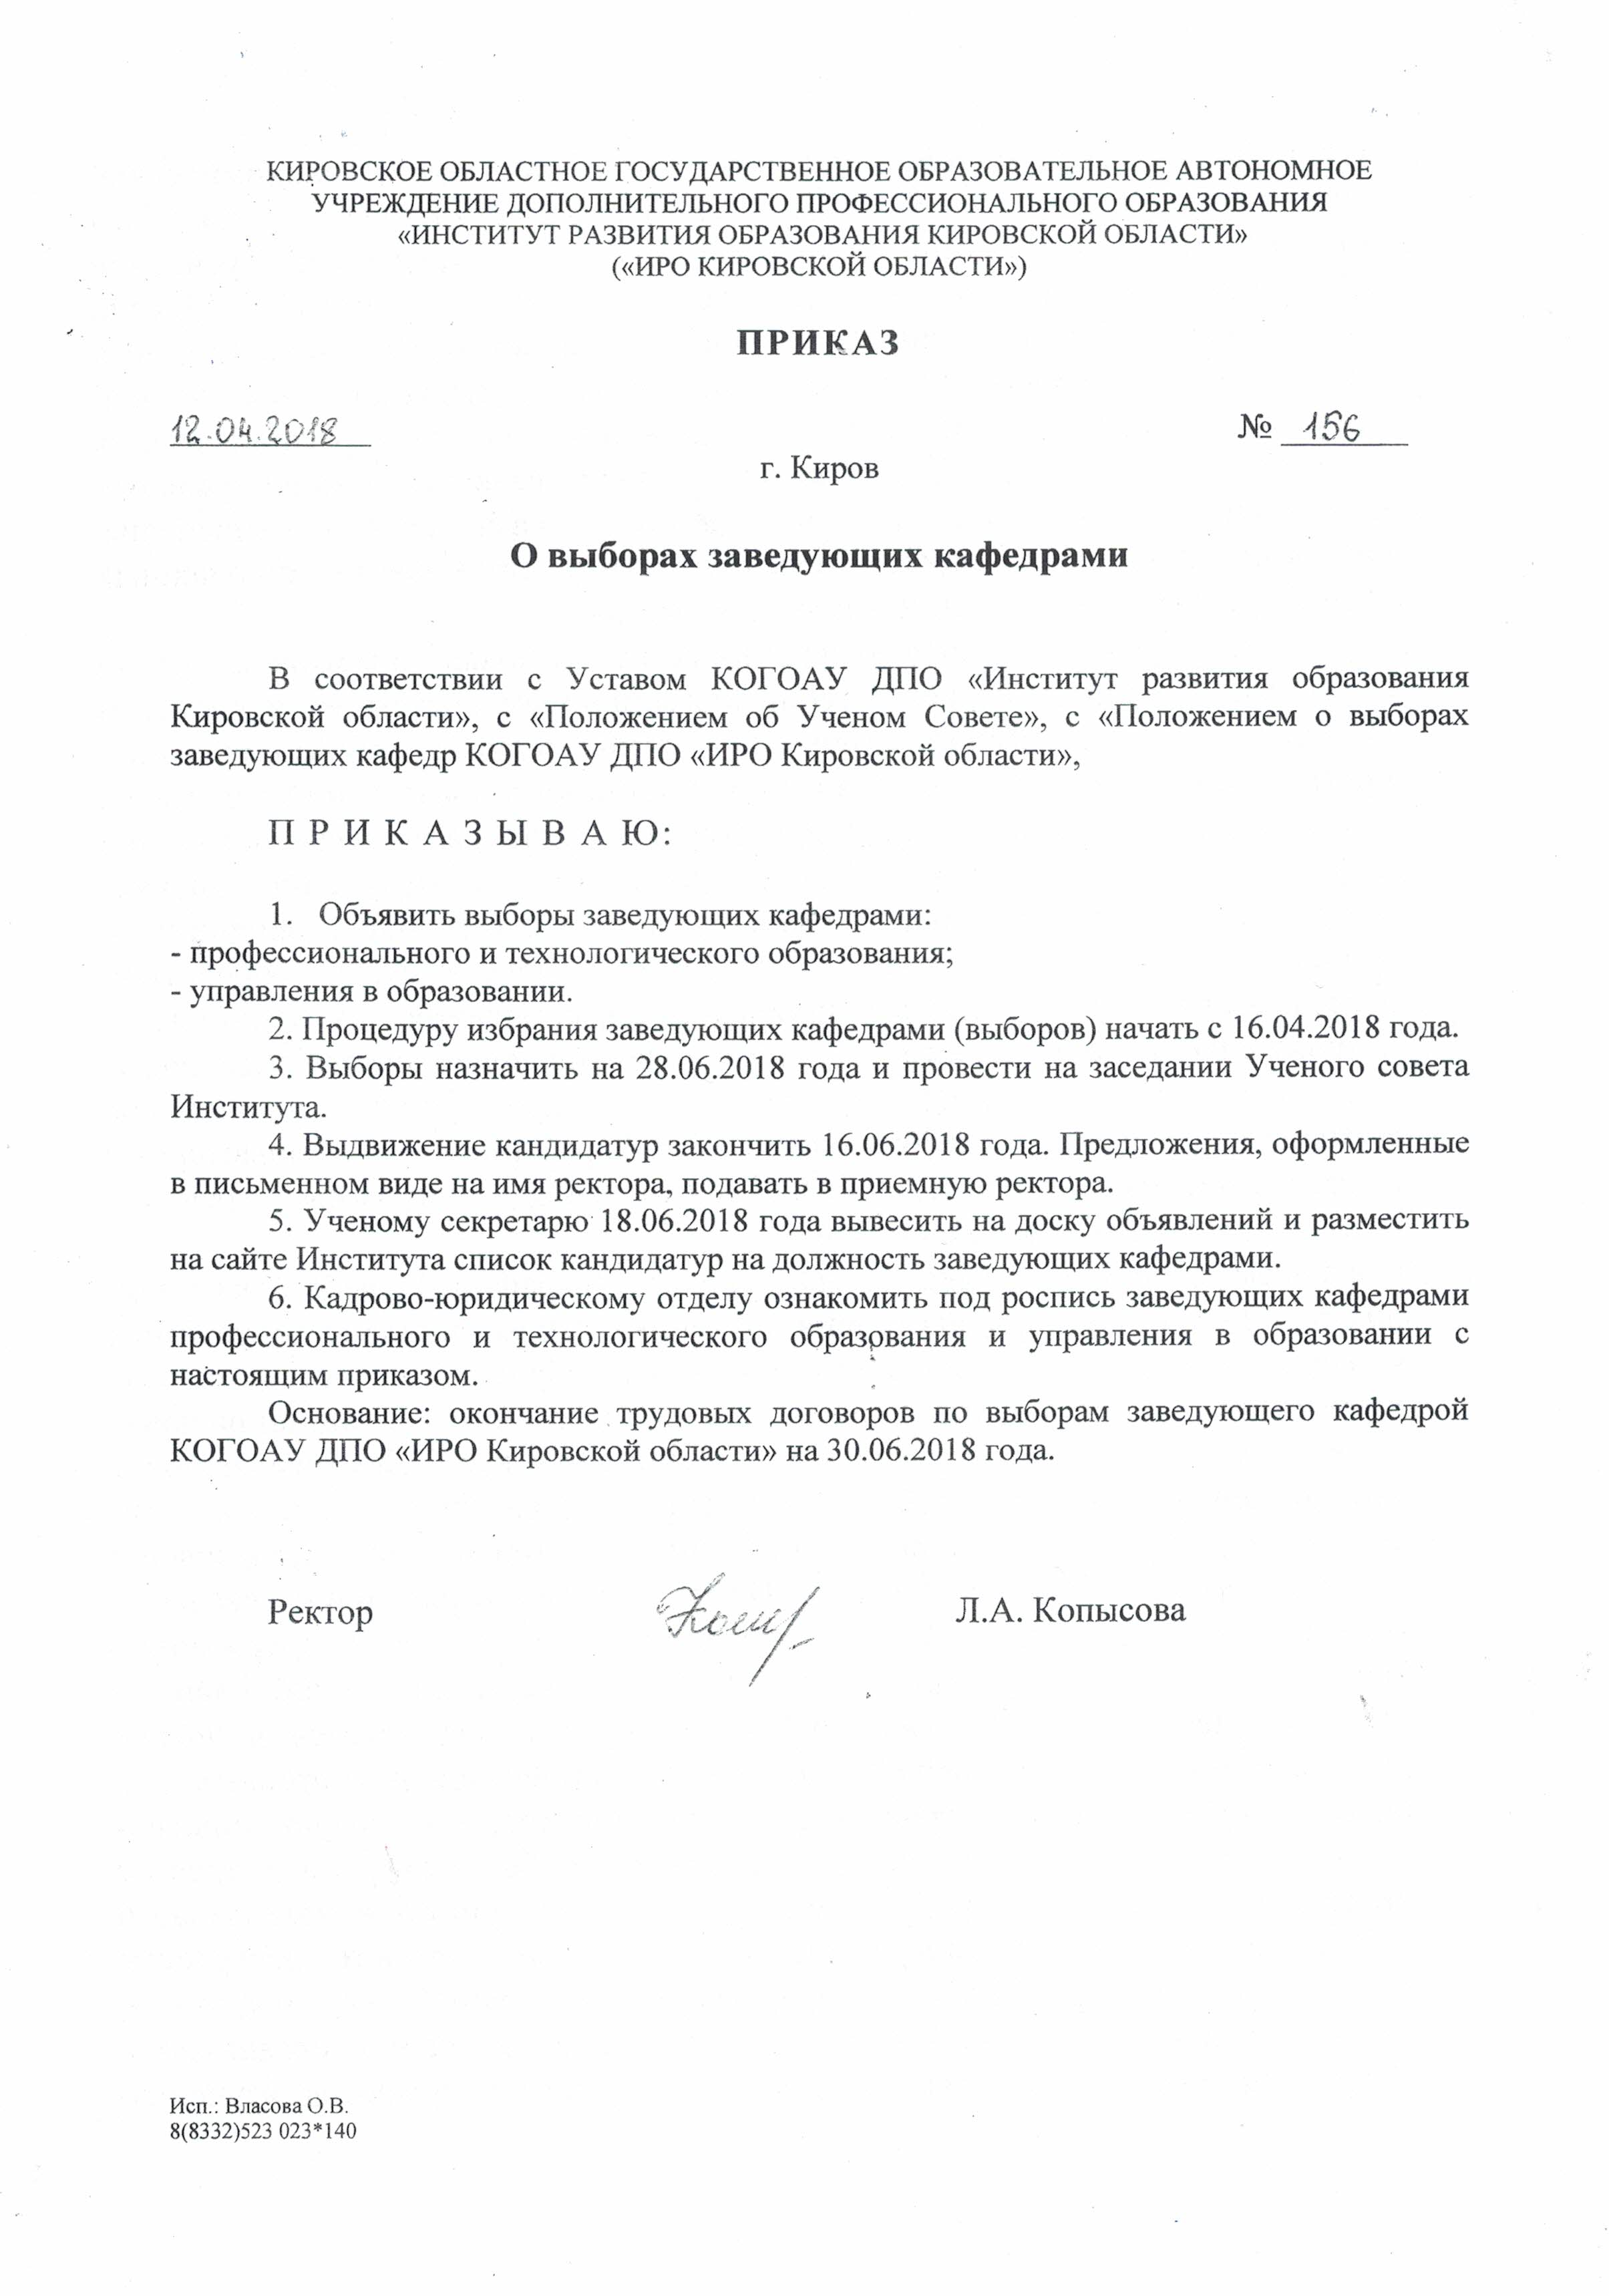 КИРОВСКОЕ ОБЛАСТНОЕ ГОСУДАРСТВЕННОЕ ОБРАЗОВАТЕЛЬНОЕ АВТОНОМНОЕ
УЧРЕЖДЕНИЕ ДОПОЛНИТЕЛЬНОГО ПРОФЕССИОНАЛЬНОГО ОБРАЗОВАНИЯ
«ИНСТИТУТ РАЗВИТИЯ ОБРАЗОВАНИЯ КИРОВСКОЙ ОБЛАСТИ»
(«ИРО КИРОВСКОЙ ОБЛАСТИ»)
ПРИКАЗ
12.04.2018 № 156
г. Киров
О выборах заведующих кафедрами
В соответствии с Уставом КОГОАУ ДПО «Институт развития образования
Кировской области», с «Положением об Ученом Совете», с «Положением о выборах
заведующих кафедр КОГОАУ ДПО «ИРО Кировской области»,
П Р И К А З Ы В А Ю:
1. Объявить выборы заведующих кафедрами:
- профессионального и технологического образования;
- управления в образовании.
2. Процедуру избрания заведующих кафедрами (выборов) начать с 16.04.2018 года.
3. Выборы назначить на 28.06.2018 года и провести на заседании Ученого совета
Института.
4. Выдвижение кандидатур закончить 16.06.2018 года. Предложения, оформленные
в письменном виде на имя ректора, подавать в приемную ректора.
5. Ученому секретарю 18.06.2018 года вывесить на доску объявлений и разместить
на сайте Института список кандидатур на должность заведующих кафедрами.
6. Кадрово-юридическому отделу ознакомить под роспись заведующих кафедрами
профессионального и технологического образования и управления в образовании с
настоящим приказом.
Основание: окончание трудовых договоров по выборам заведующего кафедрой
КОГОАУ ДПО «ИРО Кировской области» на 30.06.2018 года.
Ректор Л.А. Копысова
Исп.: Власова О.В.
8(8332)523 023*140